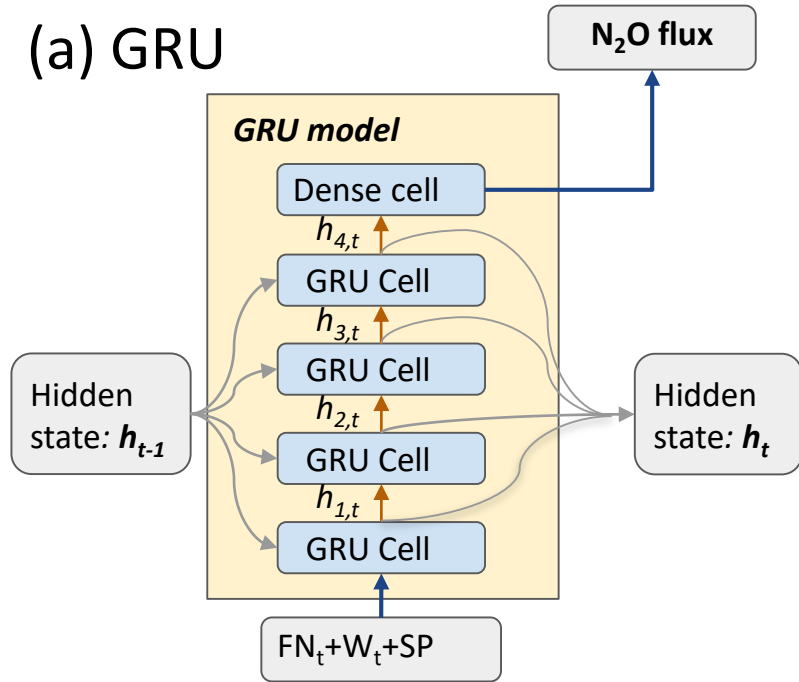 (a) GRU
N₂O flux
GRU model
Dense cell
h₄,ₜ
GRU Cell
h₃,ₜ
GRU Cell
Hidden
state: hₜ₋₁
Hidden
state: hₜ
h₂,ₜ
GRU Cell
h₁,ₜ
GRU Cell
FNₜ+Wₜ+SP